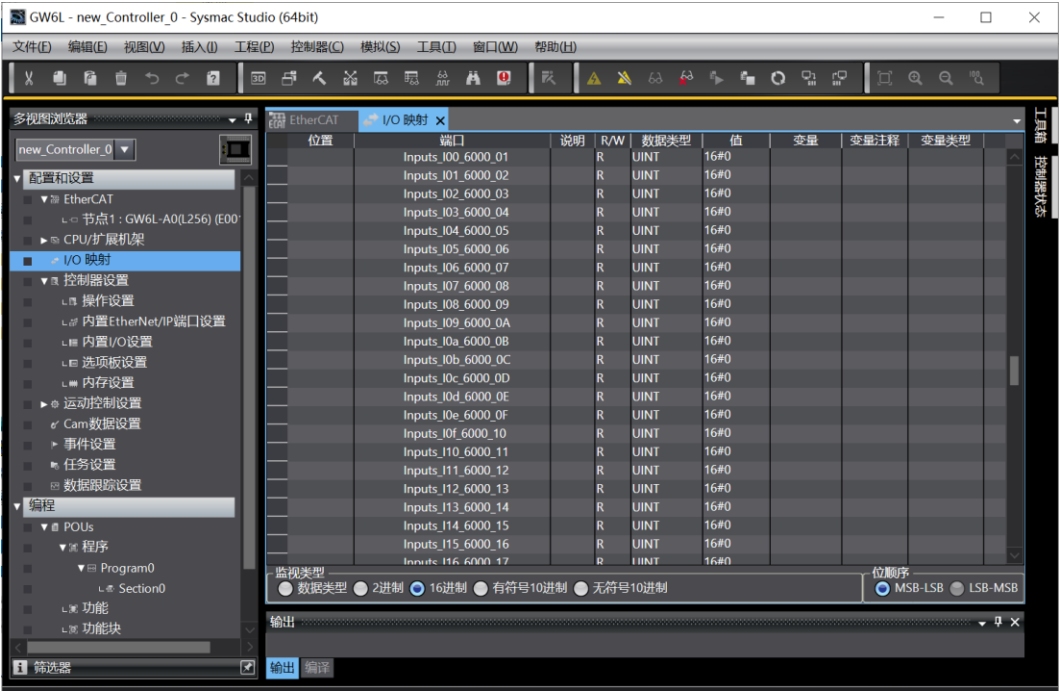 GW6L - new_Controller_0 - Sysmac Studio (64bit)
文件(F) 编辑(E) 视图(V) 插入(I) 工程(P) 控制器(C) 模拟(S) 工具(T) 窗口(W) 帮助(H)
多视图浏览器
new_Controller_0
配置和设置
EtherCAT
节点1 : GW6L-A0(L256) (E00
CPU/扩展机架
I/O 映射
控制器设置
操作设置
内置EtherNet/IP端口设置
内置I/O设置
选项板设置
内存设置
运动控制设置
Cam数据设置
事件设置
任务设置
数据跟踪设置
编程
POUs
程序
Program0
Section0
功能
功能块
筛选器
EtherCAT I/O 映射
位置 端口 说明 R/W 数据类型 值 变量 变量注释 变量类型
Inputs_I00_6000_01 R UINT 16#0
Inputs_I01_6000_02 R UINT 16#0
Inputs_I02_6000_03 R UINT 16#0
Inputs_I03_6000_04 R UINT 16#0
Inputs_I04_6000_05 R UINT 16#0
Inputs_I05_6000_06 R UINT 16#0
Inputs_I06_6000_07 R UINT 16#0
Inputs_I07_6000_08 R UINT 16#0
Inputs_I08_6000_09 R UINT 16#0
Inputs_I09_6000_0A R UINT 16#0
Inputs_I0a_6000_0B R UINT 16#0
Inputs_I0b_6000_0C R UINT 16#0
Inputs_I0c_6000_0D R UINT 16#0
Inputs_I0d_6000_0E R UINT 16#0
Inputs_I0e_6000_0F R UINT 16#0
Inputs_I0f_6000_10 R UINT 16#0
Inputs_I10_6000_11 R UINT 16#0
Inputs_I11_6000_12 R UINT 16#0
Inputs_I12_6000_13 R UINT 16#0
Inputs_I13_6000_14 R UINT 16#0
Inputs_I14_6000_15 R UINT 16#0
Inputs_I15_6000_16 R UINT 16#0
Inputs_I16_6000_17 R UINT 16#0
监视类型
数据类型 2进制 16进制 有符号10进制 无符号10进制
位顺序
MSB-LSB LSB-MSB
输出
输出 编译
工具箱
控制器状态